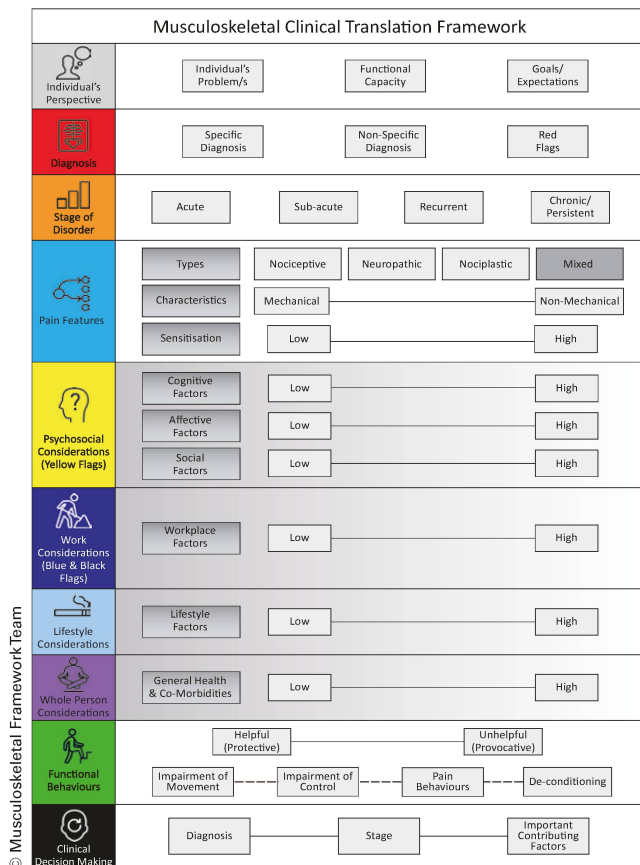 Musculoskeletal Clinical Translation Framework
Individual's
Perspective
Individual's
Problem/s
Functional
Capacity
Goals/
Expectations
Diagnosis
Specific
Diagnosis
Non-Specific
Diagnosis
Red
Flags
Stage of
Disorder
Acute
Sub-acute
Recurrent
Chronic/
Persistent
Pain Features
Types
Nociceptive
Neuropathic
Nociplastic
Mixed
Characteristics
Mechanical
Non-Mechanical
Sensitisation
Low
High
?
Psychosocial
Considerations
(Yellow Flags)
Cognitive
Factors
Low
High
Affective
Factors
Low
High
Social
Factors
Low
High
Work
Considerations
(Blue & Black
Flags)
Workplace
Factors
Low
High
Lifestyle
Considerations
Lifestyle
Factors
Low
High
Whole Person
Considerations
General Health
& Co-Morbidities
Low
High
Functional
Behaviours
Helpful
(Protective)
Unhelpful
(Provocative)
Impairment of
Movement
Impairment of
Control
Pain
Behaviours
De-conditioning
Clinical
Decision Making
Diagnosis
Stage
Important
Contributing
Factors
© Musculoskeletal Framework Team